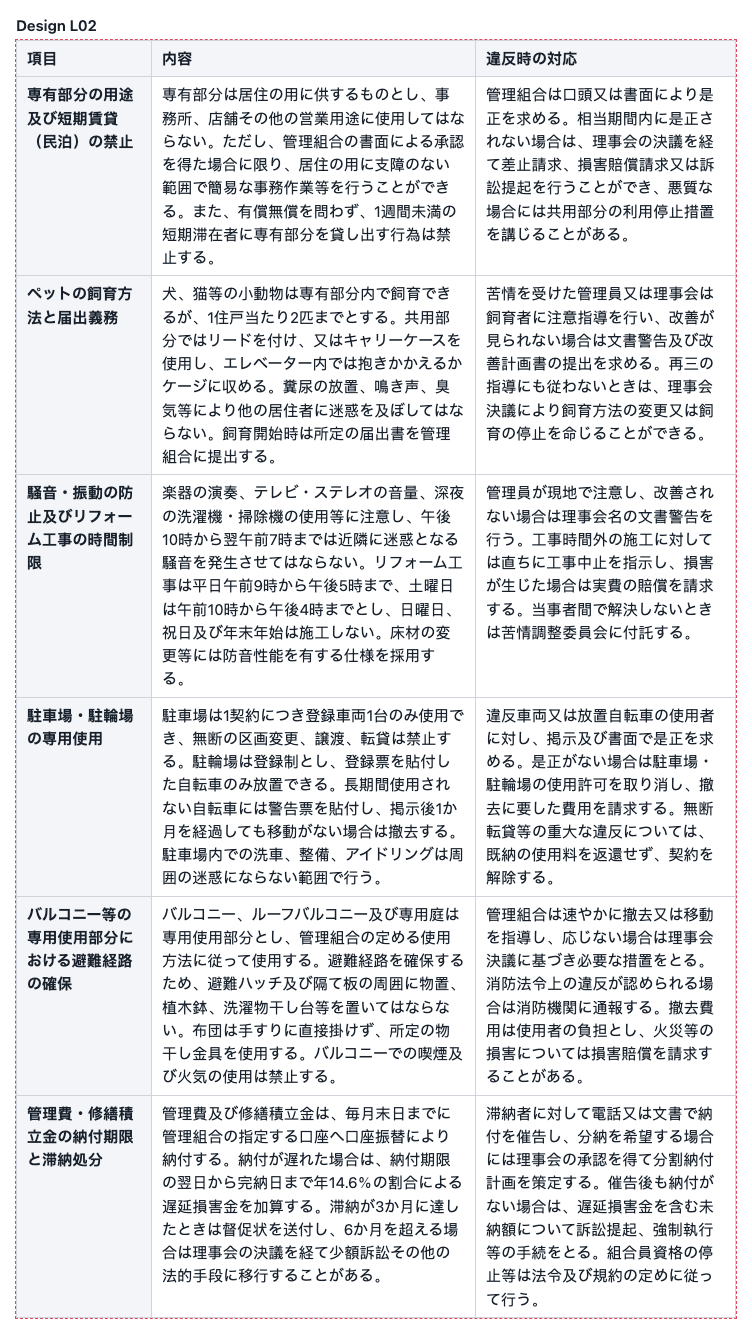 Design L02
項目
内容
違反時の対応
専有部分の用途
及び短期賃貸
（民泊）の禁止
専有部分は居住の用に供するものとし、事
務所、店舗その他の営業用途に使用してはな
らない。ただし、管理組合の書面による承認
を得た場合に限り、居住の用に支障のない
範囲で簡易な事務作業等を行うことができ
る。また、有償無償を問わず、1週間未満の
短期滞在者に専有部分を貸し出す行為は禁
止する。
管理組合は口頭又は書面により是
正を求める。相当期間内に是正さ
れない場合は、理事会の決議を経
て差止請求、損害賠償請求又は訴
訟提起を行うことができ、悪質な
場合には共用部分の利用停止措置
を講じることがある。
ペットの飼育方
法と届出義務
犬、猫等の小動物は専有部分内で飼育でき
るが、1住戸当たり2匹までとする。共用部
分ではリードを付け、又はキャリーケースを
使用し、エレベーター内では抱きかかえるか
ケージに収める。糞尿の放置、鳴き声、臭
気等により他の居住者に迷惑を及ぼしてはな
らない。飼育開始時は所定の届出書を管理
組合に提出する。
苦情を受けた管理員又は理事会は
飼育者に注意指導を行い、改善が
見られない場合は文書警告及び改
善計画書の提出を求める。再三の
指導にも従わないときは、理事会
決議により飼育方法の変更又は飼
育の停止を命じることができる。
騒音・振動の防
止及びリフォー
ム工事の時間制
限
楽器の演奏、テレビ・ステレオの音量、深夜
の洗濯機・掃除機の使用等に注意し、午後
10時から翌午前7時までは近隣に迷惑となる
騒音を発生させてはならない。リフォーム工
事は平日午前9時から午後5時まで、土曜日
は午前10時から午後4時までとし、日曜日、
祝日及び年末年始は施工しない。床材の変
更等には防音性能を有する仕様を採用す
る。
管理員が現地で注意し、改善され
ない場合は理事会名の文書警告を
行う。工事時間外の施工に対して
は直ちに工事中止を指示し、損害
が生じた場合は実費の賠償を請求
する。当事者間で解決しないとき
は苦情調整委員会に付託する。
駐車場・駐輪場
の専用使用
駐車場は1契約につき登録車両1台のみ使用で
き、無断の区画変更、譲渡、転貸は禁止す
る。駐輪場は登録制とし、登録票を貼付し
た自転車のみ放置できる。長期間使用され
ない自転車には警告票を貼付し、掲示後1か
月を経過しても移動がない場合は撤去する。
駐車場内での洗車、整備、アイドリングは周
囲の迷惑にならない範囲で行う。
違反車両又は放置自転車の使用者
に対し、掲示及び書面で是正を求
める。是正がない場合は駐車場・
駐輪場の使用許可を取り消し、撤
去に要した費用を請求する。無断
転貸等の重大な違反については、
既納の使用料を返還せず、契約を
解除する。
バルコニー等の
専用使用部分に
おける避難経路
の確保
バルコニー、ルーフバルコニー及び専用庭は
専用使用部分とし、管理組合の定める使用
方法に従って使用する。避難経路を確保する
ため、避難ハッチ及び隔て板の周囲に物置、
植木鉢、洗濯物干し台等を置いてはならな
い。布団は手すりに直接掛けず、所定の物
干し金具を使用する。バルコニーでの喫煙及
び火気の使用は禁止する。
管理組合は速やかに撤去又は移動
を指導し、応じない場合は理事会
決議に基づき必要な措置をとる。
消防法令上の違反が認められる場
合は消防機関に通報する。撤去費
用は使用者の負担とし、火災等の
損害については損害賠償を請求す
ることがある。
管理費・修繕積
立金の納付期限
と滞納処分
管理費及び修繕積立金は、毎月末日までに
管理組合の指定する口座へ口座振替により
納付する。納付が遅れた場合は、納付期限
の翌日から完納日まで年14.6%の割合による
遅延損害金を加算する。滞納が3か月に達し
たときは督促状を送付し、6か月を超える場
合は理事会の決議を経て少額訴訟その他の
法的手段に移行することがある。
滞納者に対して電話又は文書で納
付を催告し、分納を希望する場合
には理事会の承認を得て分割納付
計画を策定する。催告後も納付が
ない場合は、遅延損害金を含む未
納額について訴訟提起、強制執行
等の手続をとる。組合員資格の停
止等は法令及び規約の定めに従っ
て行う。